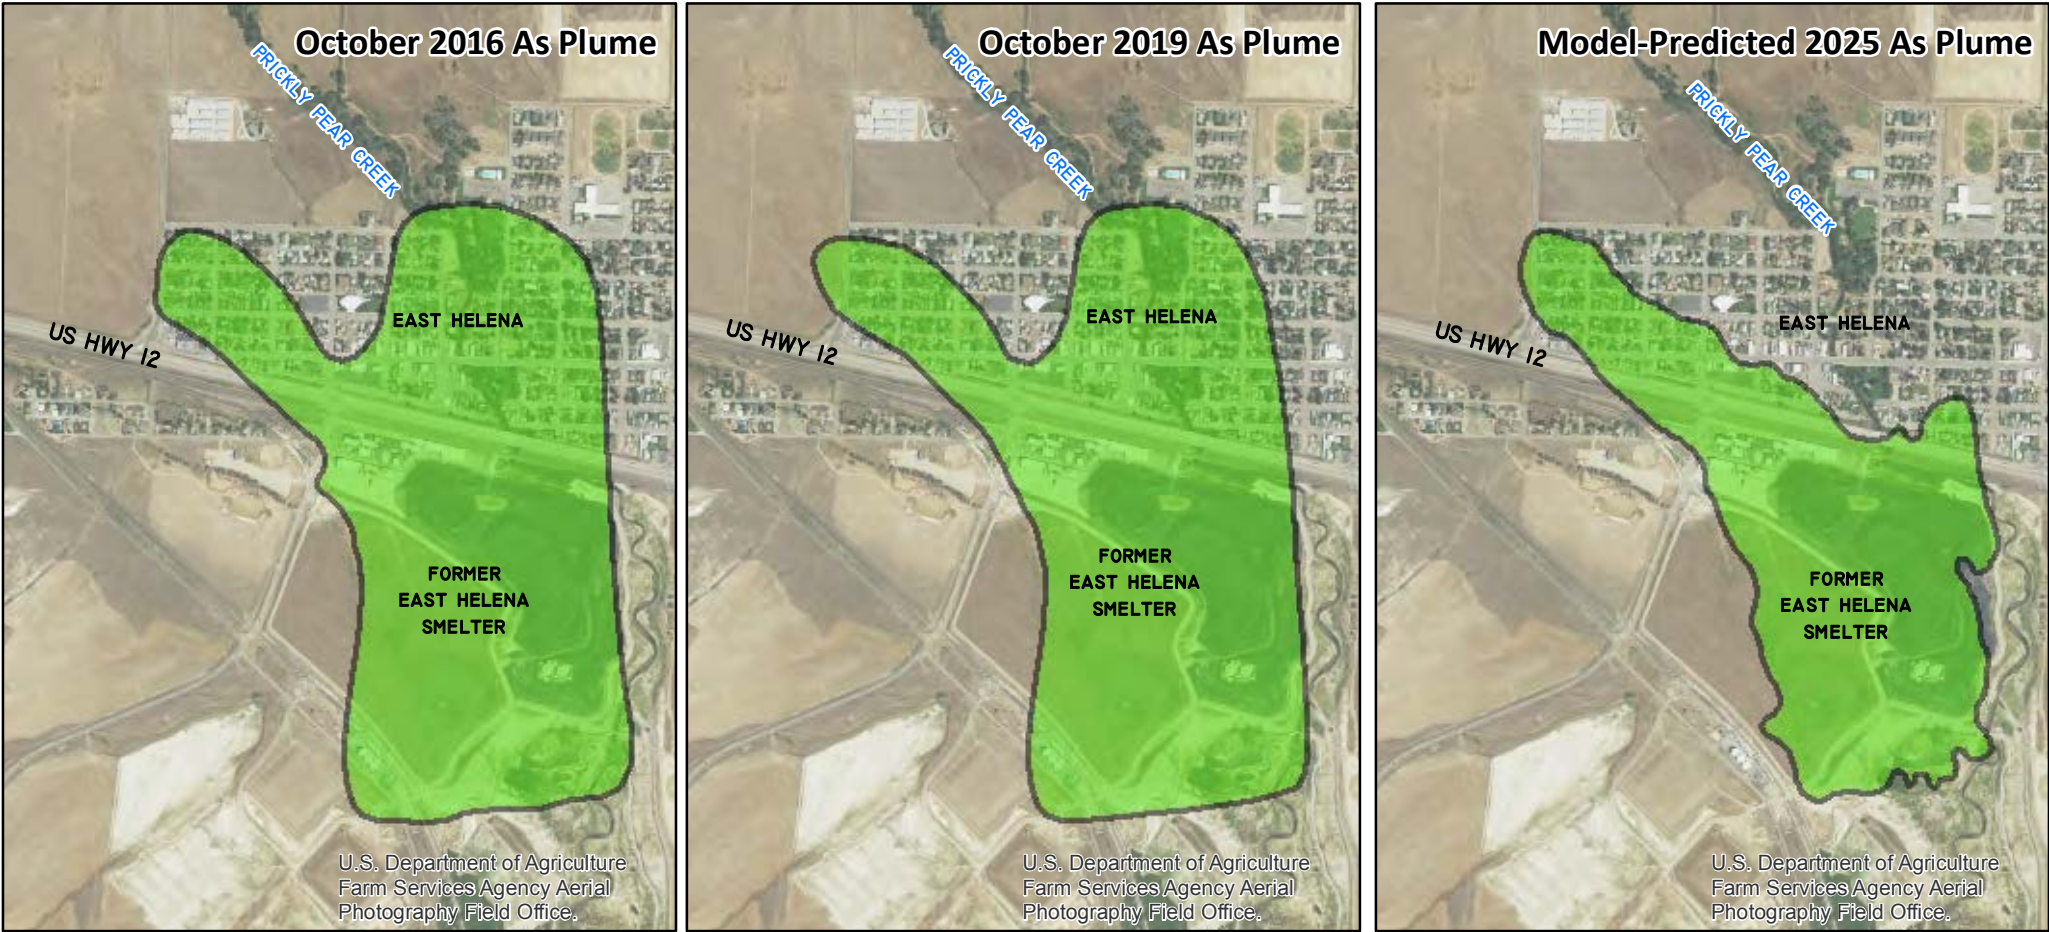 October 2016 As Plume
PRICKLY PEAR CREEK
EAST HELENA
US HWY 12
FORMER
EAST HELENA
SMELTER
U.S. Department of Agriculture
Farm Services Agency Aerial
Photography Field Office.
October 2019 As Plume
PRICKLY PEAR CREEK
EAST HELENA
US HWY 12
FORMER
EAST HELENA
SMELTER
U.S. Department of Agriculture
Farm Services Agency Aerial
Photography Field Office.
Model-Predicted 2025 As Plume
PRICKLY PEAR CREEK
EAST HELENA
US HWY 12
FORMER
EAST HELENA
SMELTER
U.S. Department of Agriculture
Farm Services Agency Aerial
Photography Field Office.